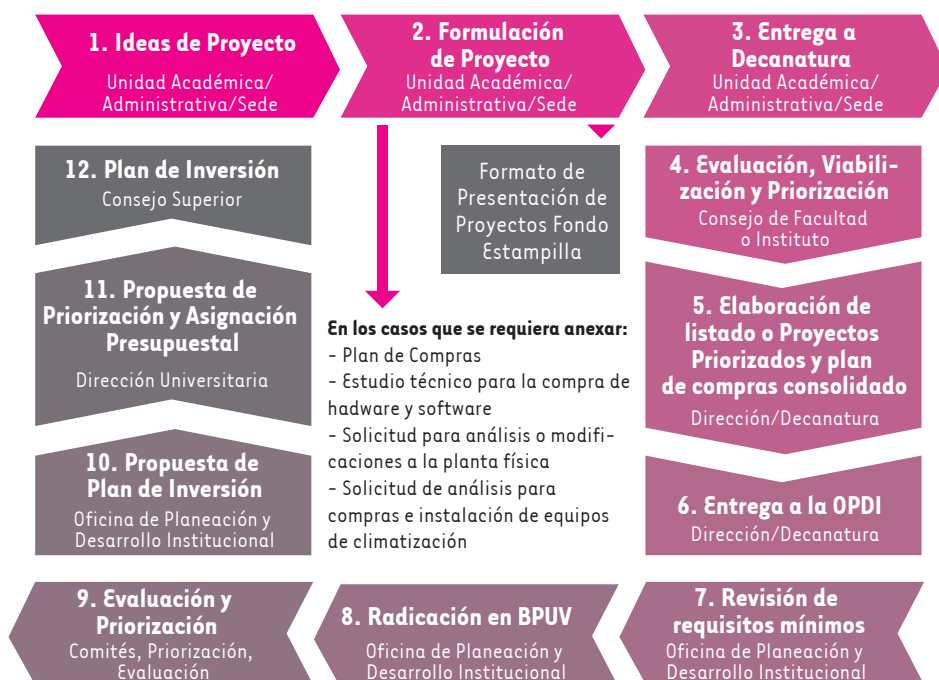 1. Ideas de Proyecto
Unidad Académica/
Administrativa/Sede
2. Formulación
de Proyecto
Unidad Académica/
Administrativa/Sede
3. Entrega a
Decanatura
Unidad Académica/
Administrativa/Sede
Formato de
Presentación de
Proyectos Fondo
Estampilla
En los casos que se requiera anexar:
- Plan de Compras
- Estudio técnico para la compra de
hadware y software
- Solicitud para análisis o modifi-
caciones a la planta física
- Solicitud de análisis para
compras e instalación de equipos
de climatización
4. Evaluación, Viabili-
zación y Priorización
Consejo de Facultad
o Instituto
5. Elaboración de
listado o Proyectos
Priorizados y plan
de compras consolidado
Dirección/Decanatura
6. Entrega a la OPDI
Dirección/Decanatura
7. Revisión de
requisitos mínimos
Oficina de Planeación y
Desarrollo Institucional
8. Radicación en BPUV
Oficina de Planeación y
Desarrollo Institucional
9. Evaluación y
Priorización
Comités, Priorización,
Evaluación
10. Propuesta de
Plan de Inversión
Oficina de Planeación y
Desarrollo Institucional
11. Propuesta de
Priorización y Asignación
Presupuestal
Dirección Universitaria
12. Plan de Inversión
Consejo Superior